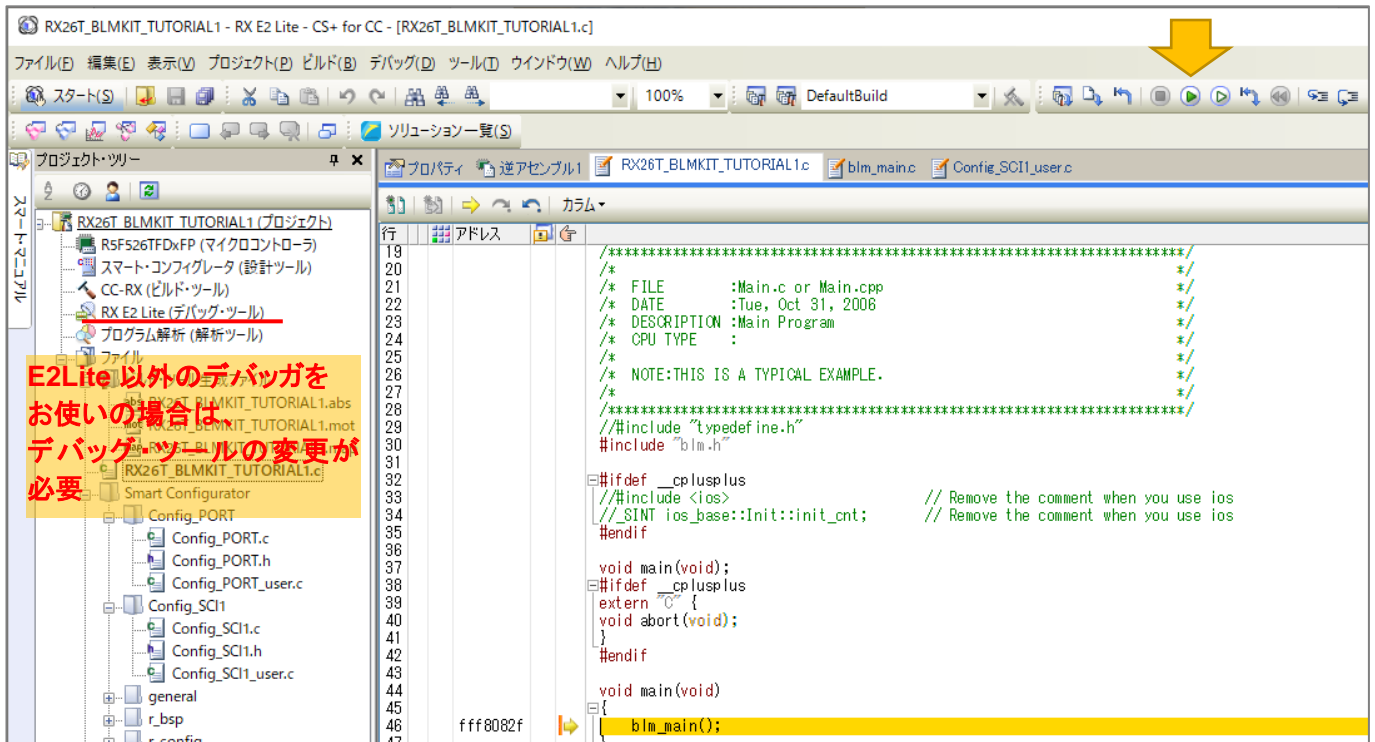 RX26T_BLMKIT_TUTORIAL1 - RX E2 Lite - CS+ for CC - [RX26T_BLMKIT_TUTORIAL1.c]
ファイル(F) 編集(E) 表示(V) プロジェクト(P) ビルド(B) デバッグ(D) ツール(T) ウインドウ(W) ヘルプ(H)
スタート(S) 100% DefaultBuild
ソリューション一覧(S)
プロジェクト・ツリー
プロパティ 逆アセンブル1 RX26T_BLMKIT_TUTORIAL1.c blm_main.c Config_SCI1_user.c
スマート・マニュアル
カラム
RX26T_BLMKIT_TUTORIAL1 (プロジェクト)
R5F526TFDxFP (マイクロコントローラ)
スマート・コンフィグレータ (設計ツール)
CC-RX (ビルド・ツール)
RX E2 Lite (デバッグ・ツール)
プログラム解析 (解析ツール)
ファイル
E2Lite 以外のデバッガを
お使いの場合は、
デバッグ・ツールの変更が
必要
RX26T_BLMKIT_TUTORIAL1.abs
RX26T_BLMKIT_TUTORIAL1.mot
RX26T_BLMKIT_TUTORIAL1.c
Smart Configurator
Config_PORT
Config_PORT.c
Config_PORT.h
Config_PORT_user.c
Config_SCI1
Config_SCI1.c
Config_SCI1.h
Config_SCI1_user.c
general
r_bsp
r_config
行 アドレス
19 /***********************************************************************/
20 /* */
21 /* FILE :Main.c or Main.cpp */
22 /* DATE :Tue, Oct 31, 2006 */
23 /* DESCRIPTION :Main Program */
24 /* CPU TYPE : */
25 /* */
26 /* NOTE:THIS IS A TYPICAL EXAMPLE. */
27 /* */
28 /***********************************************************************/
29 //#include "typedefine.h"
30 #include "blm.h"
31
32 #ifdef __cplusplus
33 //#include <ios> // Remove the comment when you use ios
34 //_SINT ios_base::Init::init_cnt; // Remove the comment when you use ios
35 #endif
36
37 void main(void);
38 #ifdef __cplusplus
39 extern "C" {
40 void abort(void);
41 }
42 #endif
43
44 void main(void)
45 {
46 fff8082f blm_main();
47 }